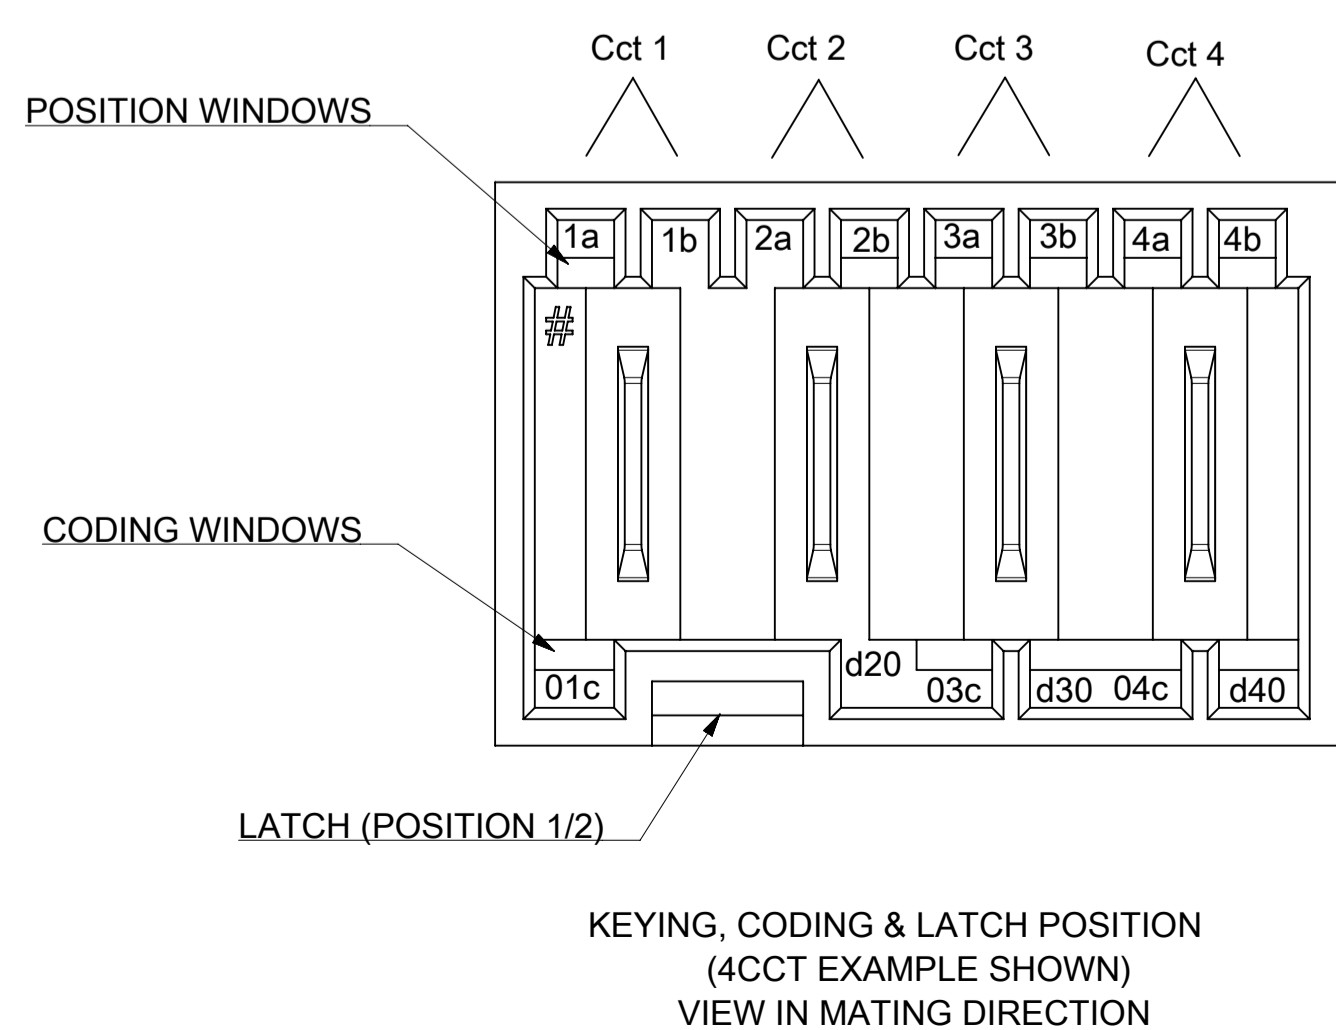 Cct 1 Cct 2 Cct 3 Cct 4
POSITION WINDOWS
1a 1b 2a 2b 3a 3b 4a 4b
#
CODING WINDOWS
01c d20 03c d30 04c d40
LATCH (POSITION 1/2)
KEYING, CODING & LATCH POSITION
(4CCT EXAMPLE SHOWN)
VIEW IN MATING DIRECTION